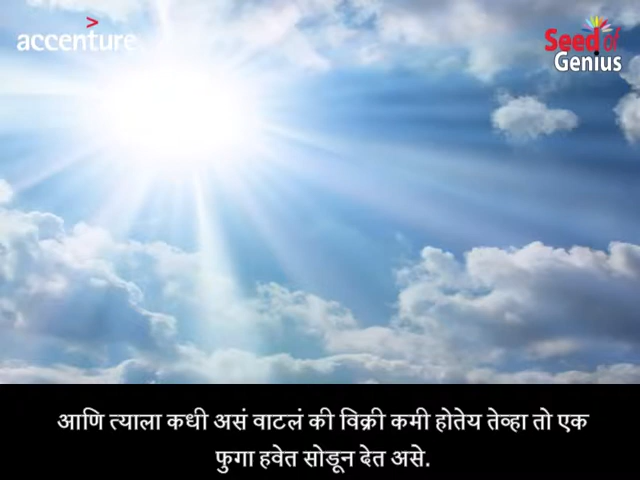 accenture
Seed of
Genius
आणि त्याला कधी असं वाटलं की विक्री कमी होतेय तेव्हा तो एक
फुगा हवेत सोडून देत असे.